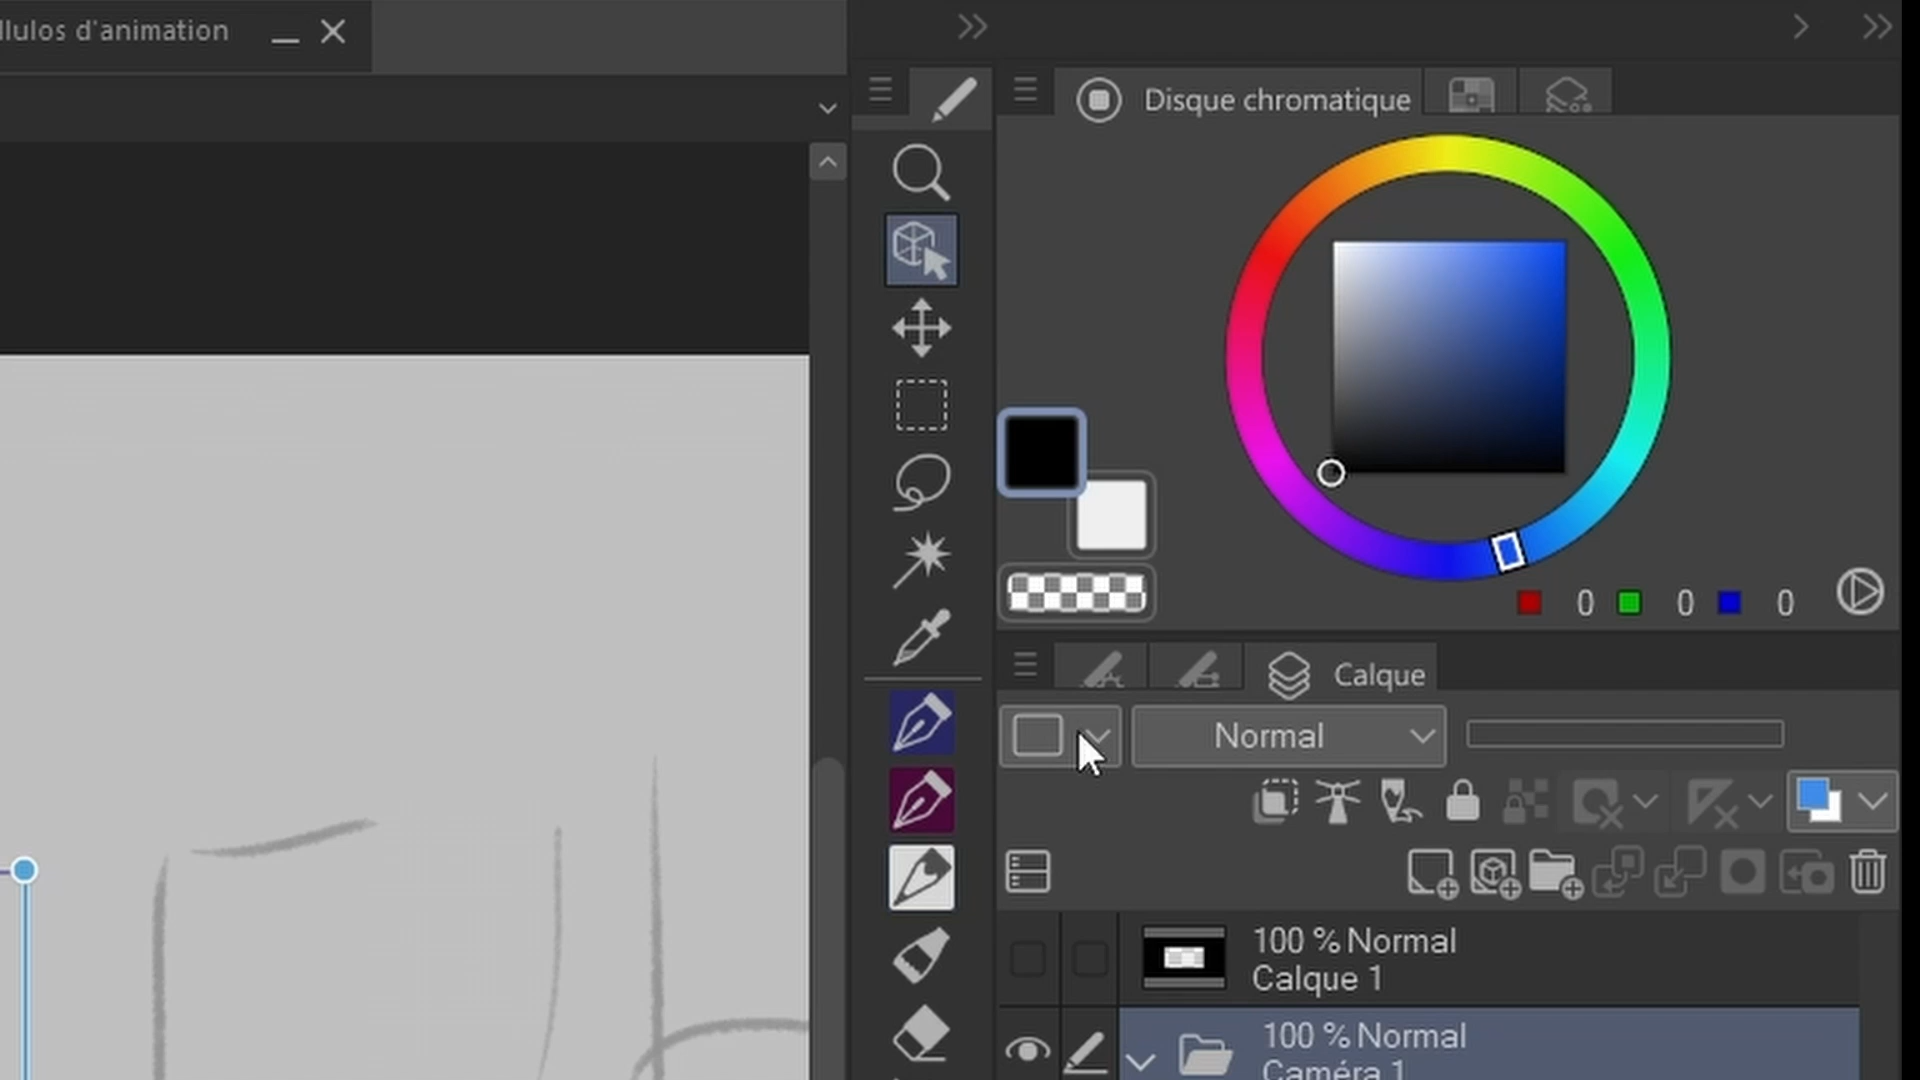 llulos d'animation
Disque chromatique
0 0 0
Calque
Normal
100 % Normal
Calque 1
100 % Normal
Caméra 1